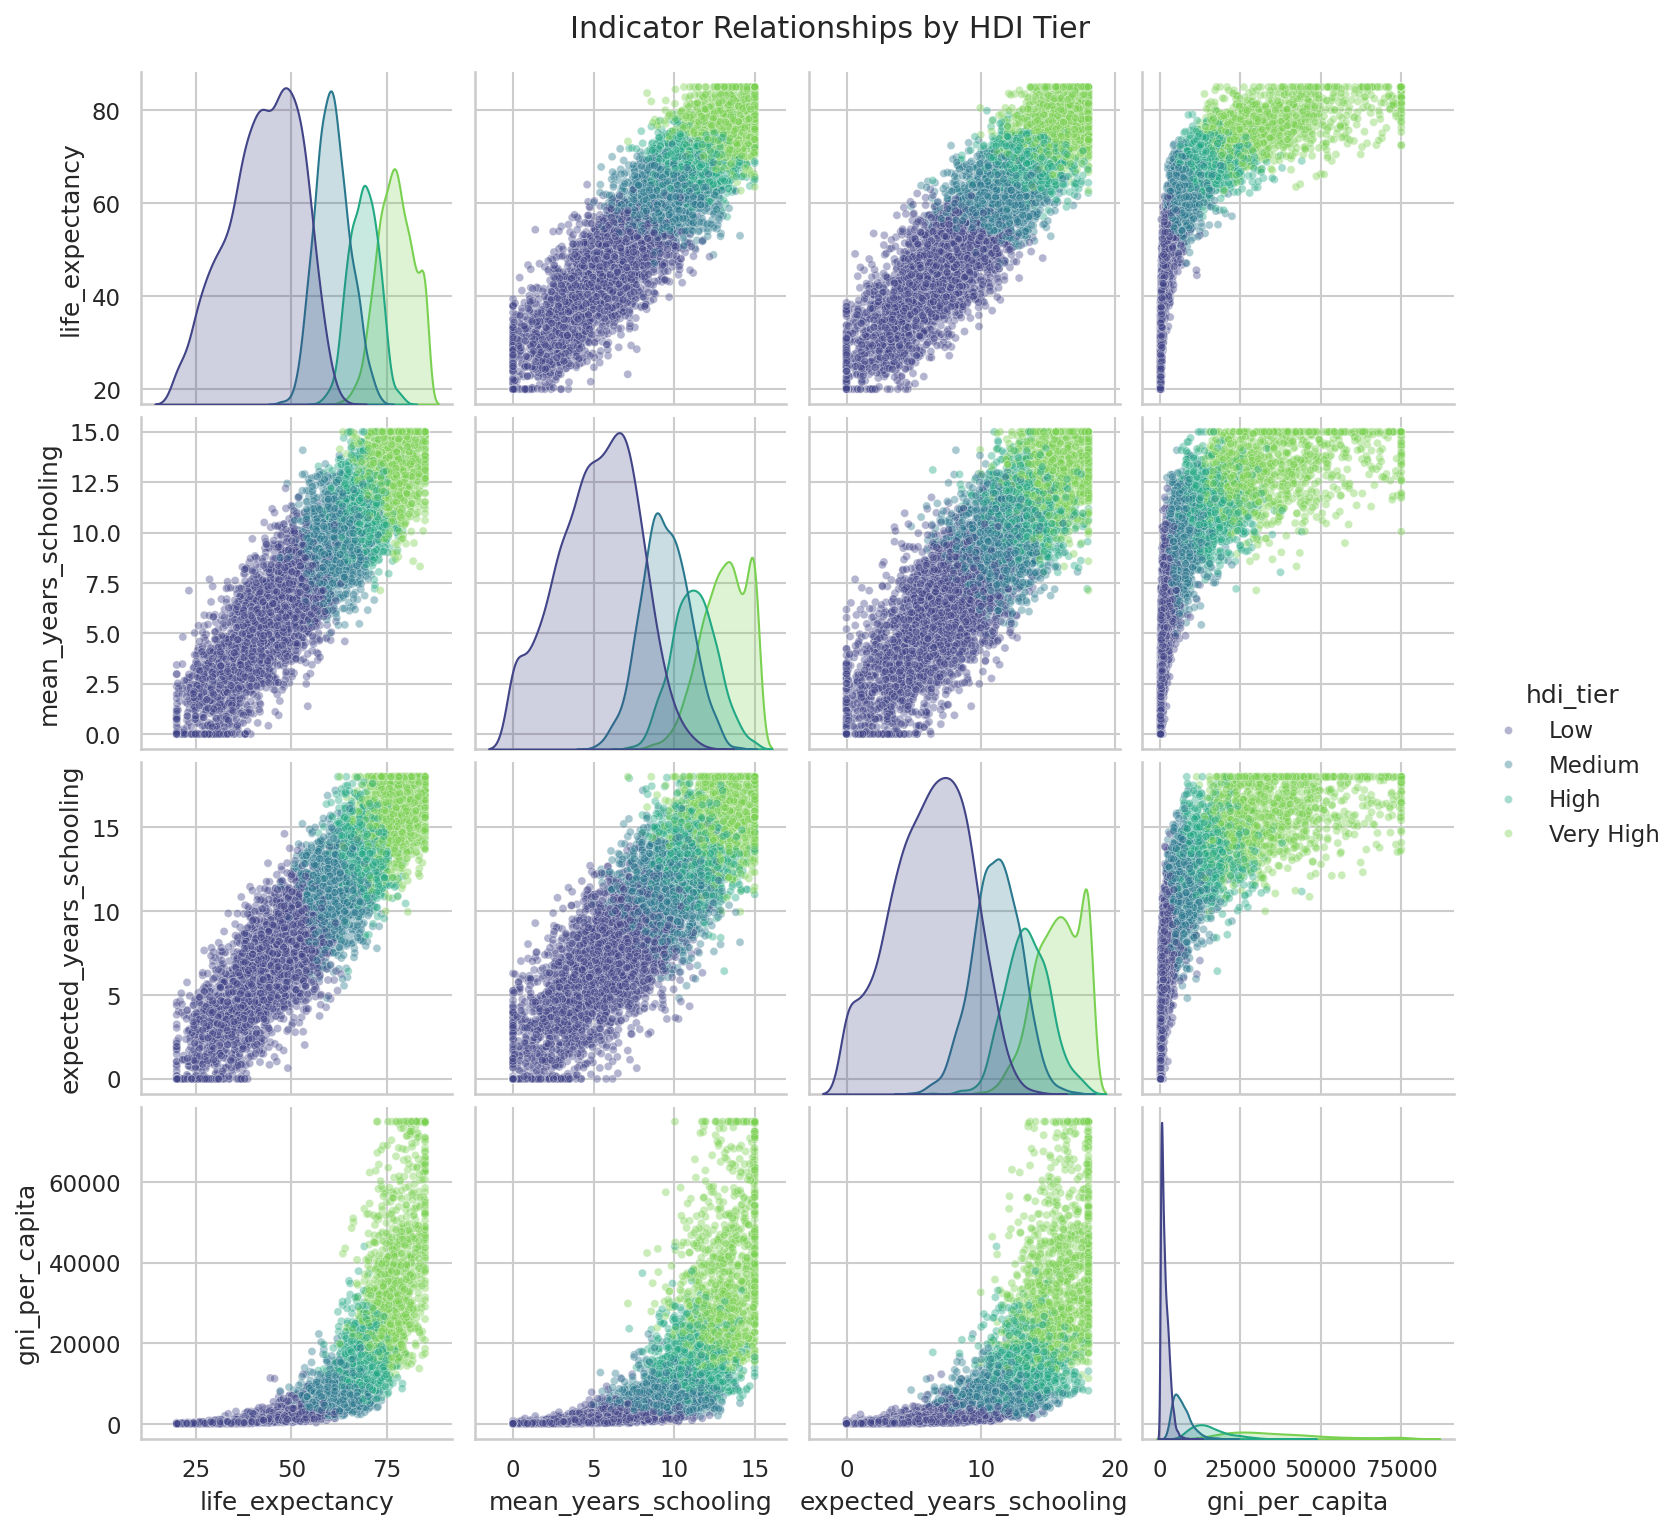 Indicator Relationships by HDI Tier
80
60
40
20
life_expectancy
15.0
12.5
10.0
7.5
5.0
2.5
0.0
mean_years_schooling
15
10
5
0
expected_years_schooling
60000
40000
20000
0
gni_per_capita
25 50 75
life_expectancy
0 5 10 15
mean_years_schooling
0 10 20
expected_years_schooling
0 25000 50000 75000
gni_per_capita
hdi_tier
Low
Medium
High
Very High